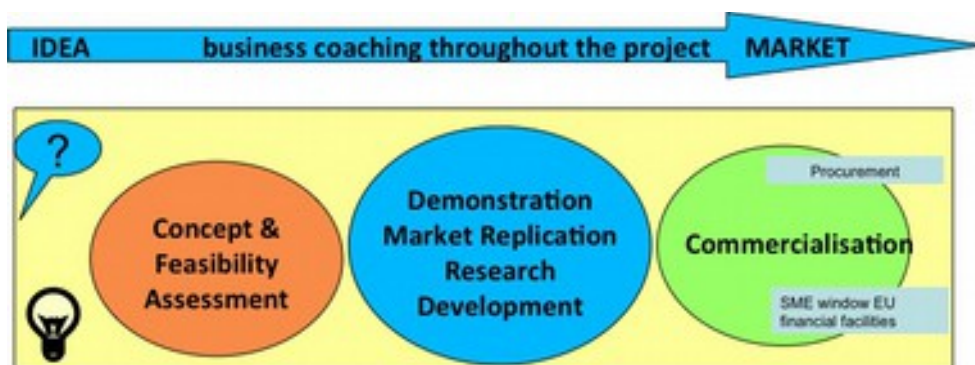 IDEA business coaching throughout the project MARKET
?
Concept &
Feasibility
Assessment
Demonstration
Market Replication
Research
Development
Procurement
Commercialisation
SME window EU
financial facilities